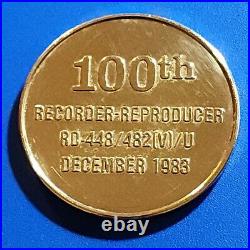 100th
RECORDER-REPRODUCER
RD-448/482(V)/U
DECEMBER 1983